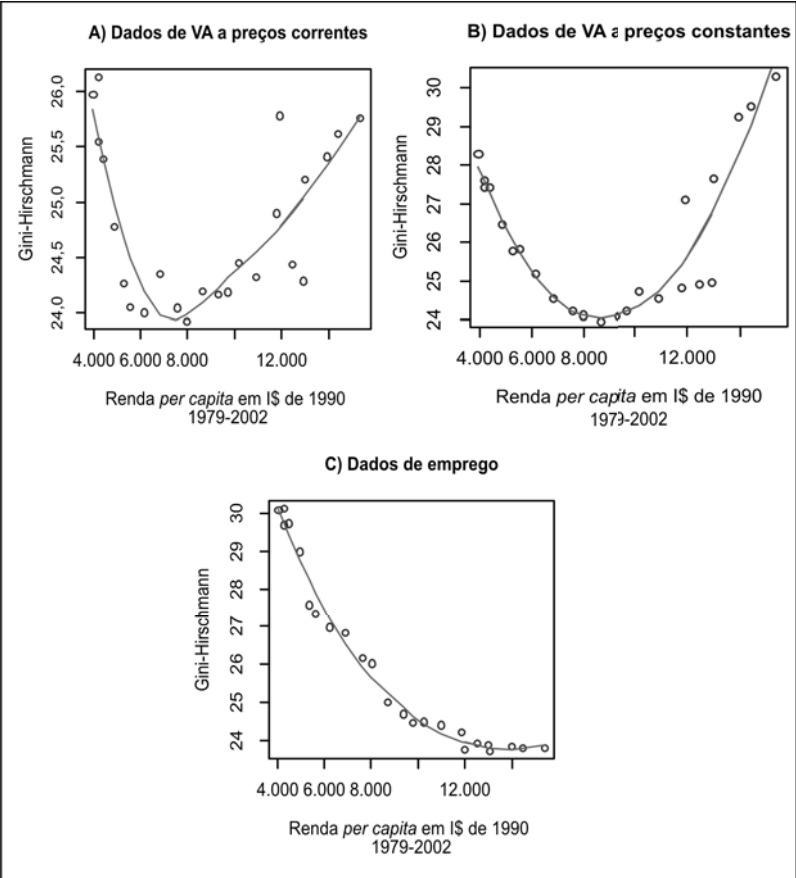 A) Dados de VA a preços correntes
Gini-Hirschmann
26,0
25,5
25,0
24,5
24,0
4.000 6.000 8.000 12.000
Renda per capita em I$ de 1990
1979-2002
B) Dados de VA a preços constantes
Gini-Hirschmann
30
29
28
27
26
25
24
4.000 6.000 8.000 12.000
Renda per capita em I$ de 1990
1979-2002
C) Dados de emprego
Gini-Hirschmann
30
29
28
27
26
25
24
4.000 6.000 8.000 12.000
Renda per capita em I$ de 1990
1979-2002